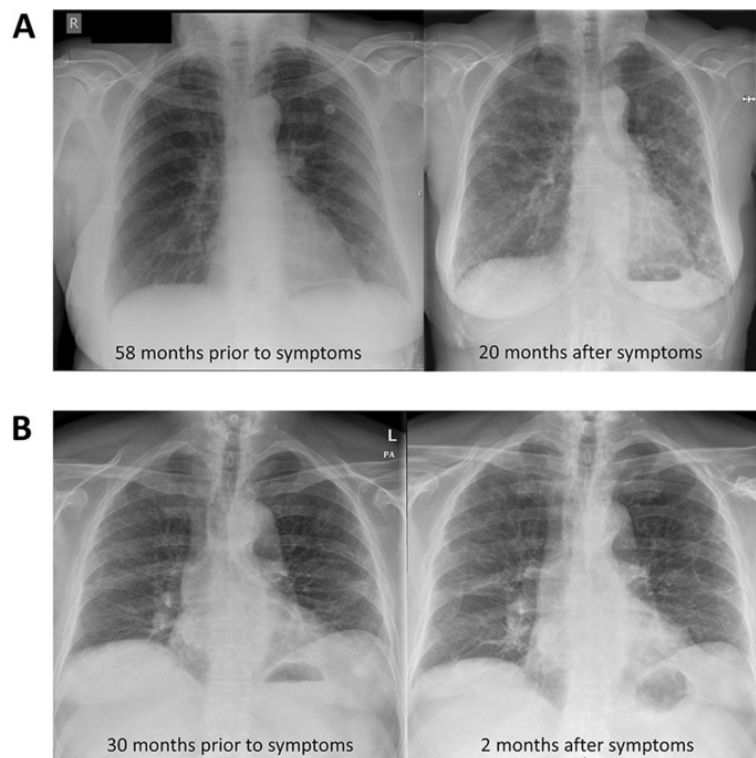 A
R
58 months prior to symptoms
20 months after symptoms
B
L
PA
30 months prior to symptoms
2 months after symptoms